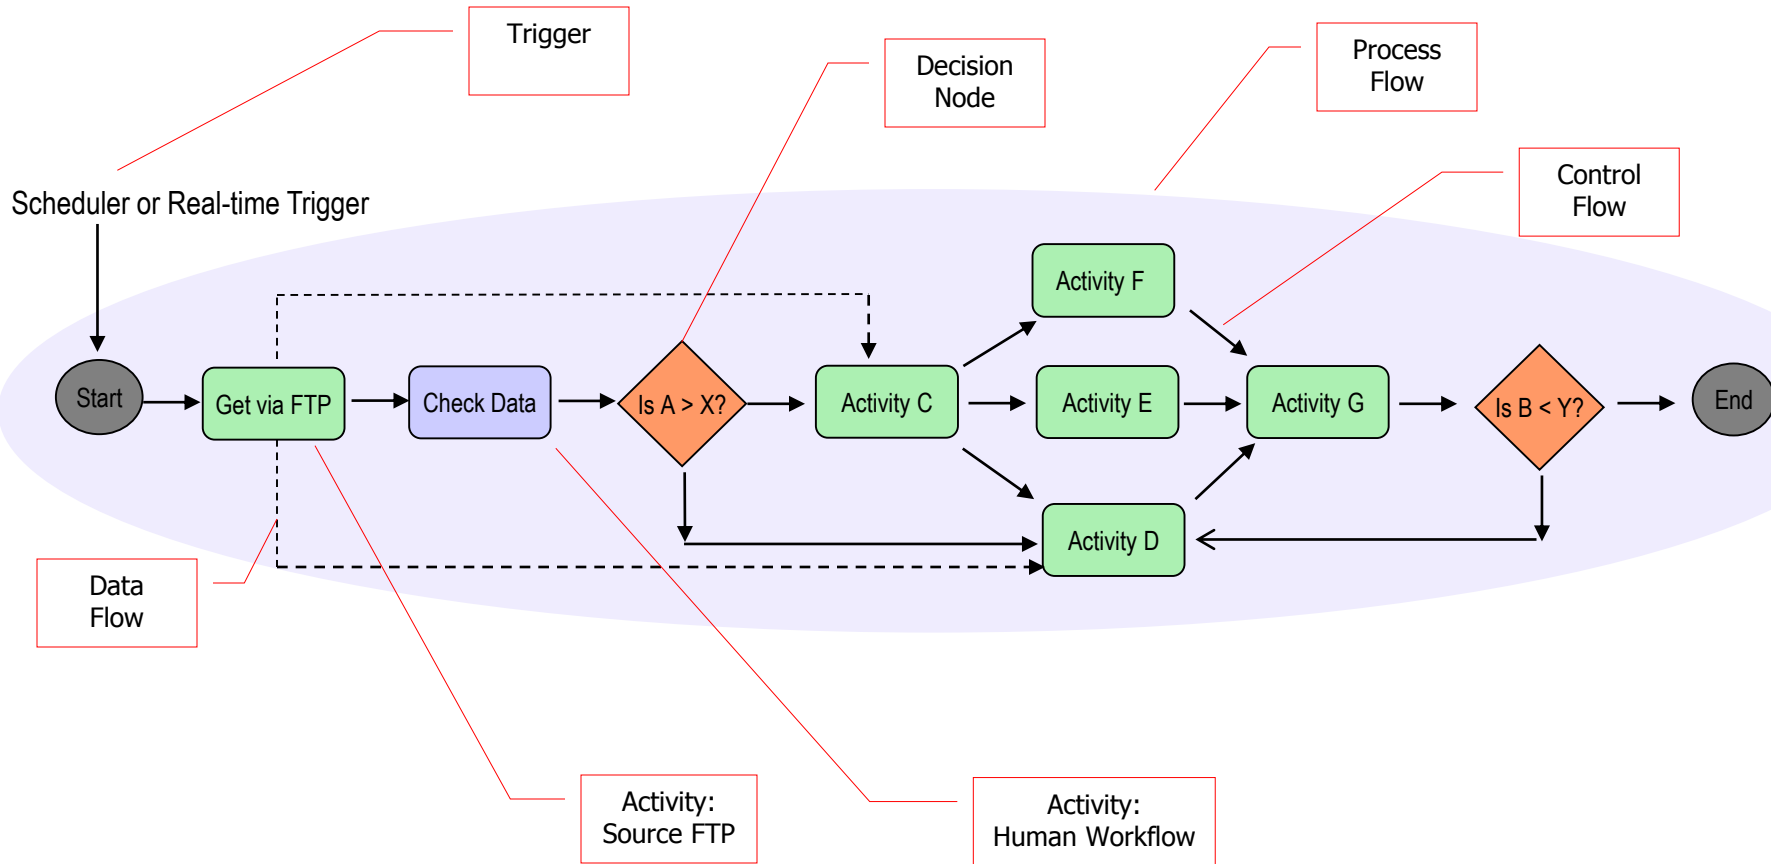 Trigger
Decision
Node
Process
Flow
Control
Flow
Scheduler or Real-time Trigger
Activity F
Start
Get via FTP
Check Data
Is A > X?
Activity C
Activity E
Activity G
Is B < Y?
End
Activity D
Data
Flow
Activity:
Source FTP
Activity:
Human Workflow